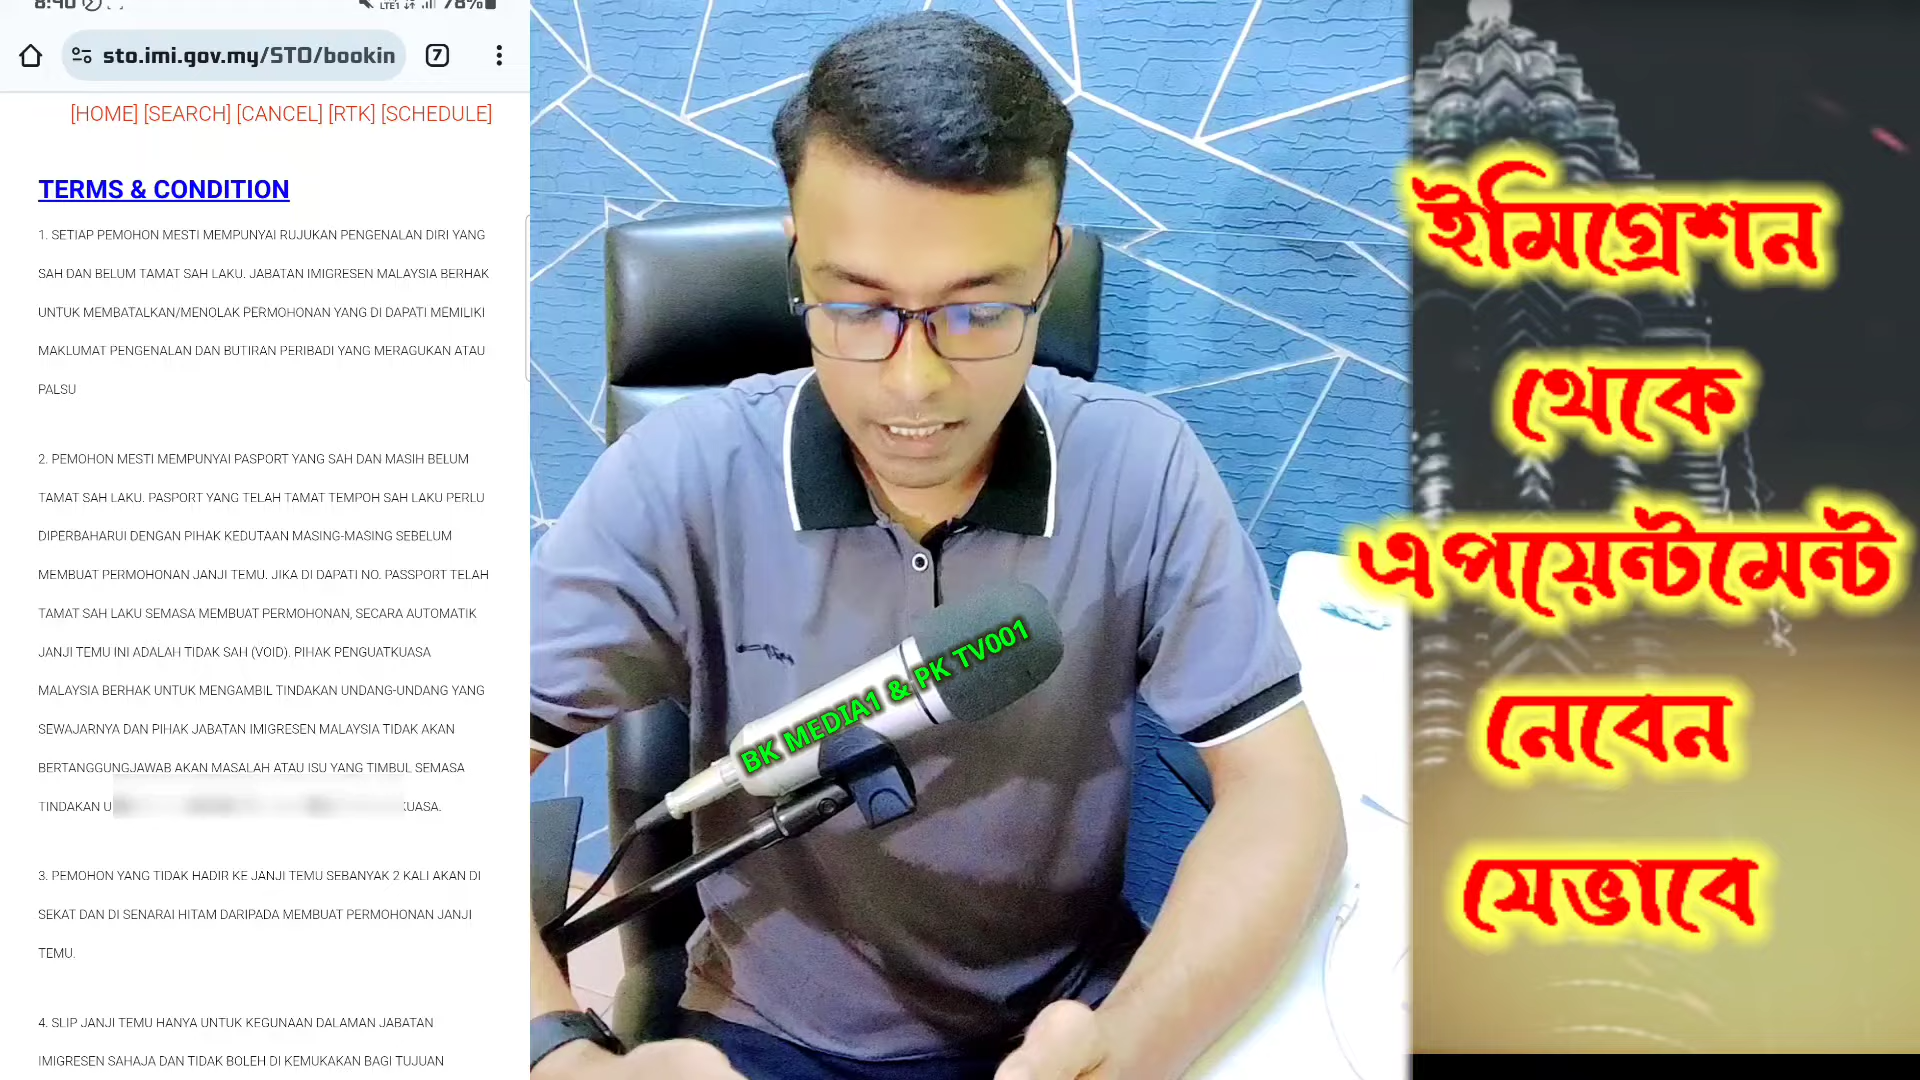 8:40
LTE1 78%
sto.imi.gov.my/STO/bookin
7
[HOME] [SEARCH] [CANCEL] [RTK] [SCHEDULE]
TERMS & CONDITION
1. SETIAP PEMOHON MESTI MEMPUNYAI RUJUKAN PENGENALAN DIRI YANG
SAH DAN BELUM TAMAT SAH LAKU. JABATAN IMIGRESEN MALAYSIA BERHAK
UNTUK MEMBATALKAN/MENOLAK PERMOHONAN YANG DI DAPATI MEMILIKI
MAKLUMAT PENGENALAN DAN BUTIRAN PERIBADI YANG MERAGUKAN ATAU
PALSU
2. PEMOHON MESTI MEMPUNYAI PASPORT YANG SAH DAN MASIH BELUM
TAMAT SAH LAKU. PASPORT YANG TELAH TAMAT TEMPOH SAH LAKU PERLU
DIPERBAHARUI DENGAN PIHAK KEDUTAAN MASING-MASING SEBELUM
MEMBUAT PERMOHONAN JANJI TEMU. JIKA DI DAPATI NO. PASSPORT TELAH
TAMAT SAH LAKU SEMASA MEMBUAT PERMOHONAN, SECARA AUTOMATIK
JANJI TEMU INI ADALAH TIDAK SAH (VOID). PIHAK PENGUATKUASA
MALAYSIA BERHAK UNTUK MENGAMBIL TINDAKAN UNDANG-UNDANG YANG
SEWAJARNYA DAN PIHAK JABATAN IMIGRESEN MALAYSIA TIDAK AKAN
BERTANGGUNGJAWAB AKAN MASALAH ATAU ISU YANG TIMBUL SEMASA
TINDAKAN
3. PEMOHON YANG TIDAK HADIR KE JANJI TEMU SEBANYAK 2 KALI AKAN DI
SEKAT DAN DI SENARAI HITAM DARIPADA MEMBUAT PERMOHONAN JANJI
TEMU.
4. SLIP JANJI TEMU HANYA UNTUK KEGUNAAN DALAMAN JABATAN
IMIGRESEN SAHAJA DAN TIDAK BOLEH DI KEMUKAKAN BAGI TUJUAN
BK MEDIA1 & PK TV001
ইমিগ্রেশন
থেকে
এপয়েন্টমেন্ট
নেবেন
যেভাবে